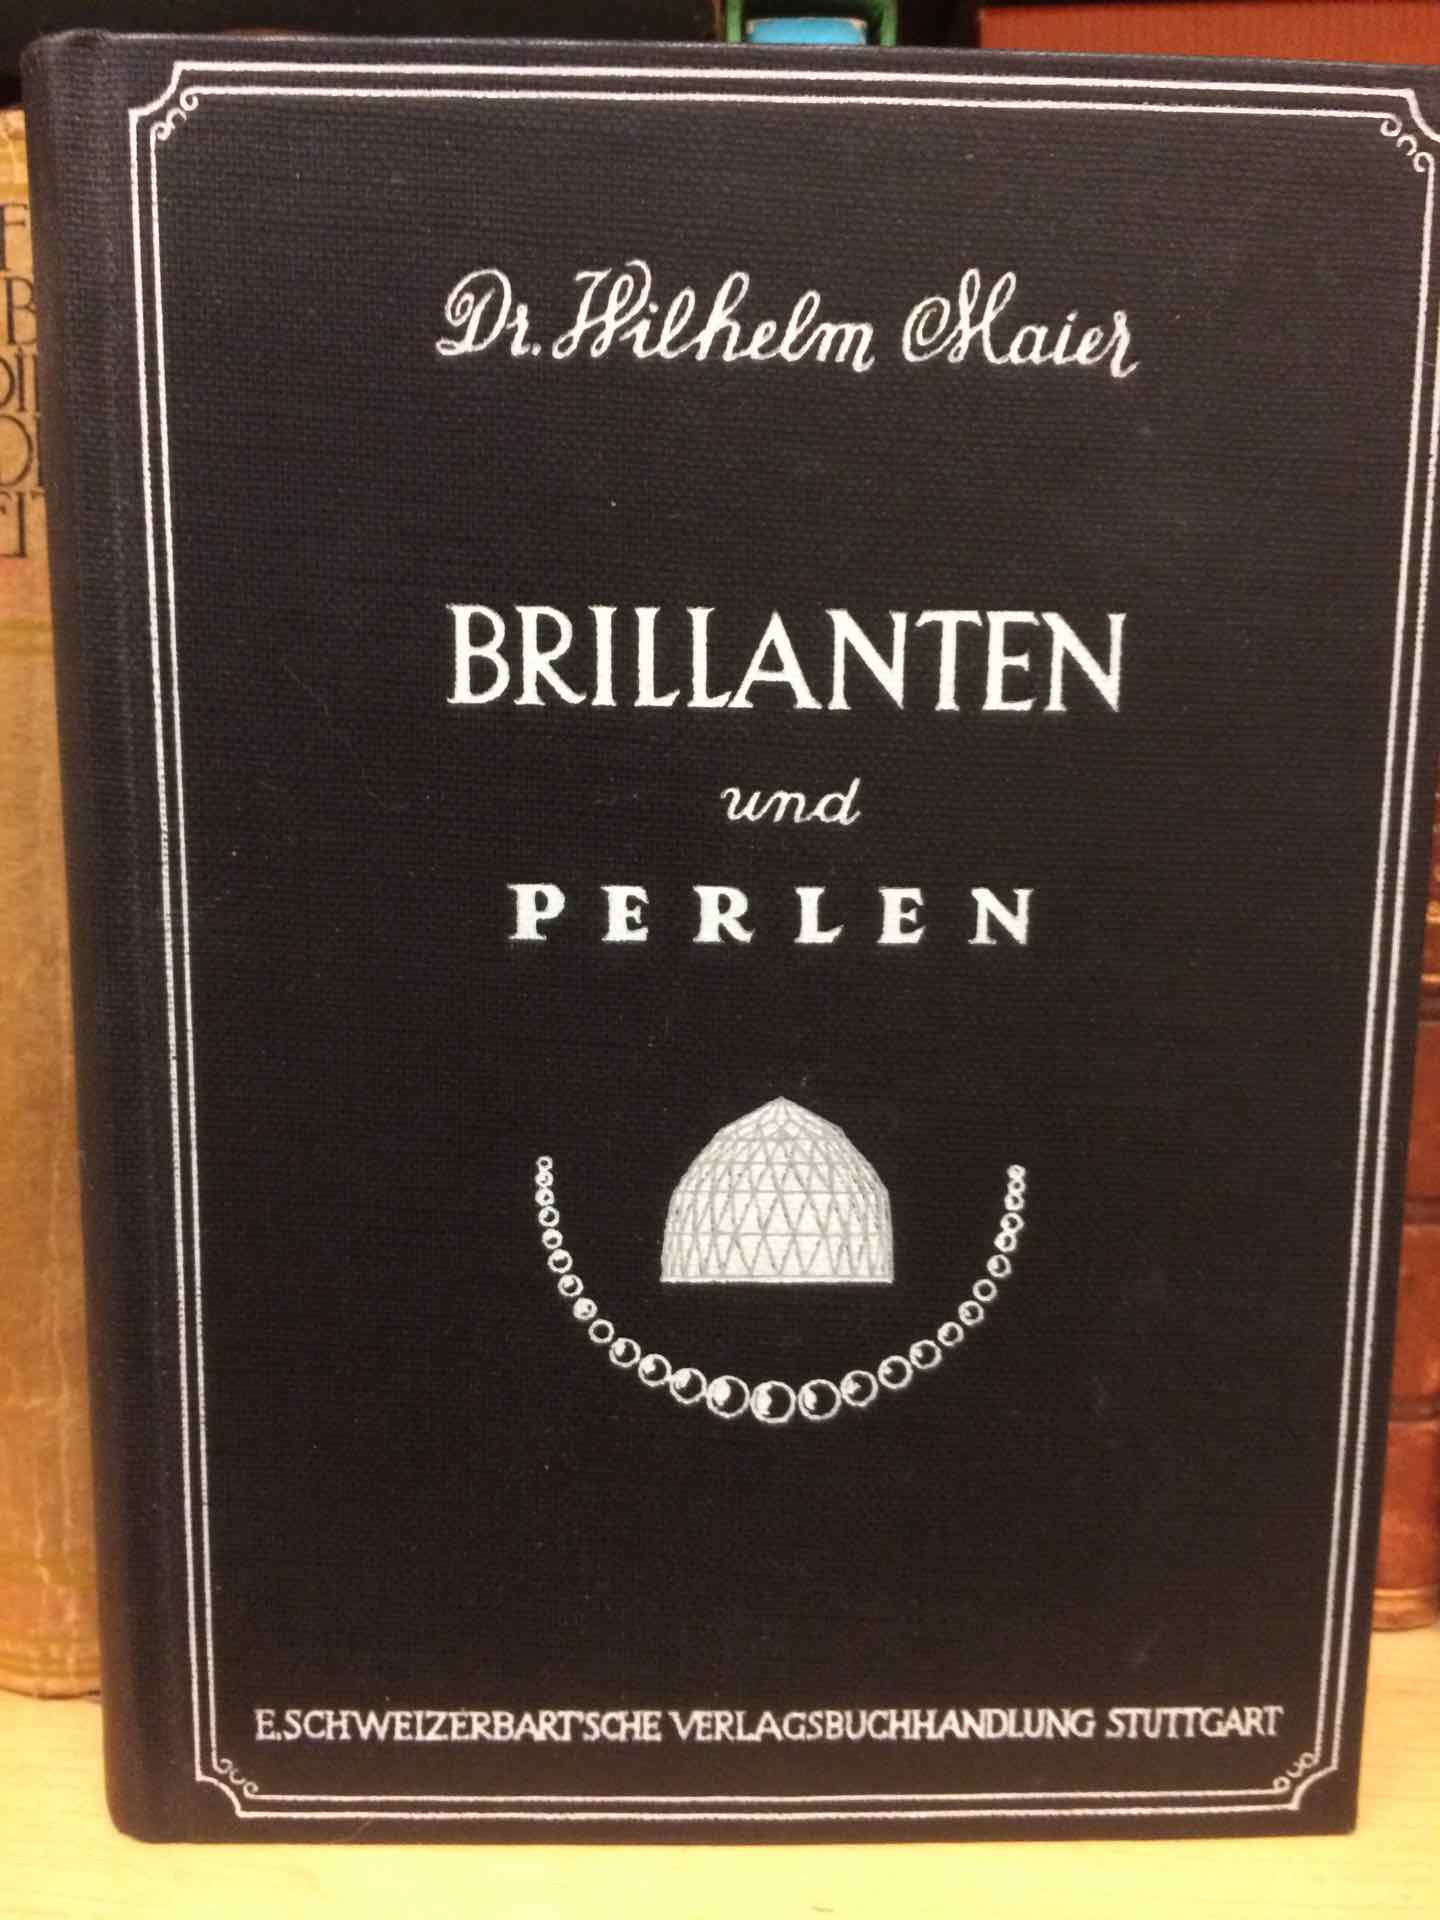 Dr. Wilhelm Maier
BRILLANTEN
und
PERLEN
E. SCHWEIZERBART'SCHE VERLAGSBUCHHANDLUNG STUTTGART